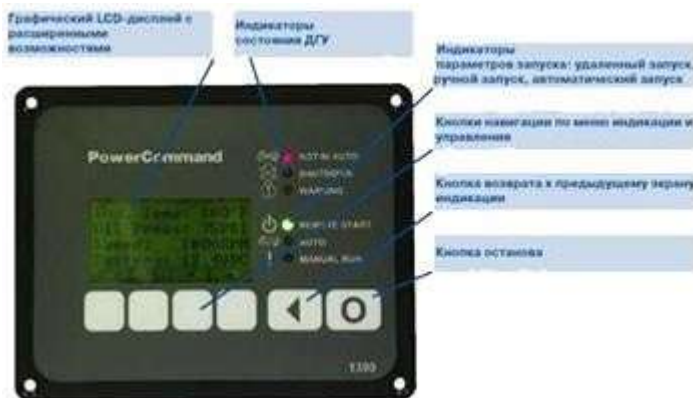 Графический LCD-дисплей с
расширенными
возможностями
Индикаторы
состояния ДГУ
Индикаторы
параметров запуска: удаленный запуск,
ручной запуск, автоматический запуск
Кнопки навигации по меню индикации и
управления
Кнопка возврата к предыдущему экрану
индикации
Кнопка останова
PowerCommand
NOT IN AUTO
SHUTDOWN
WARNING
REMOTE START
AUTO
MANUAL RUN
O